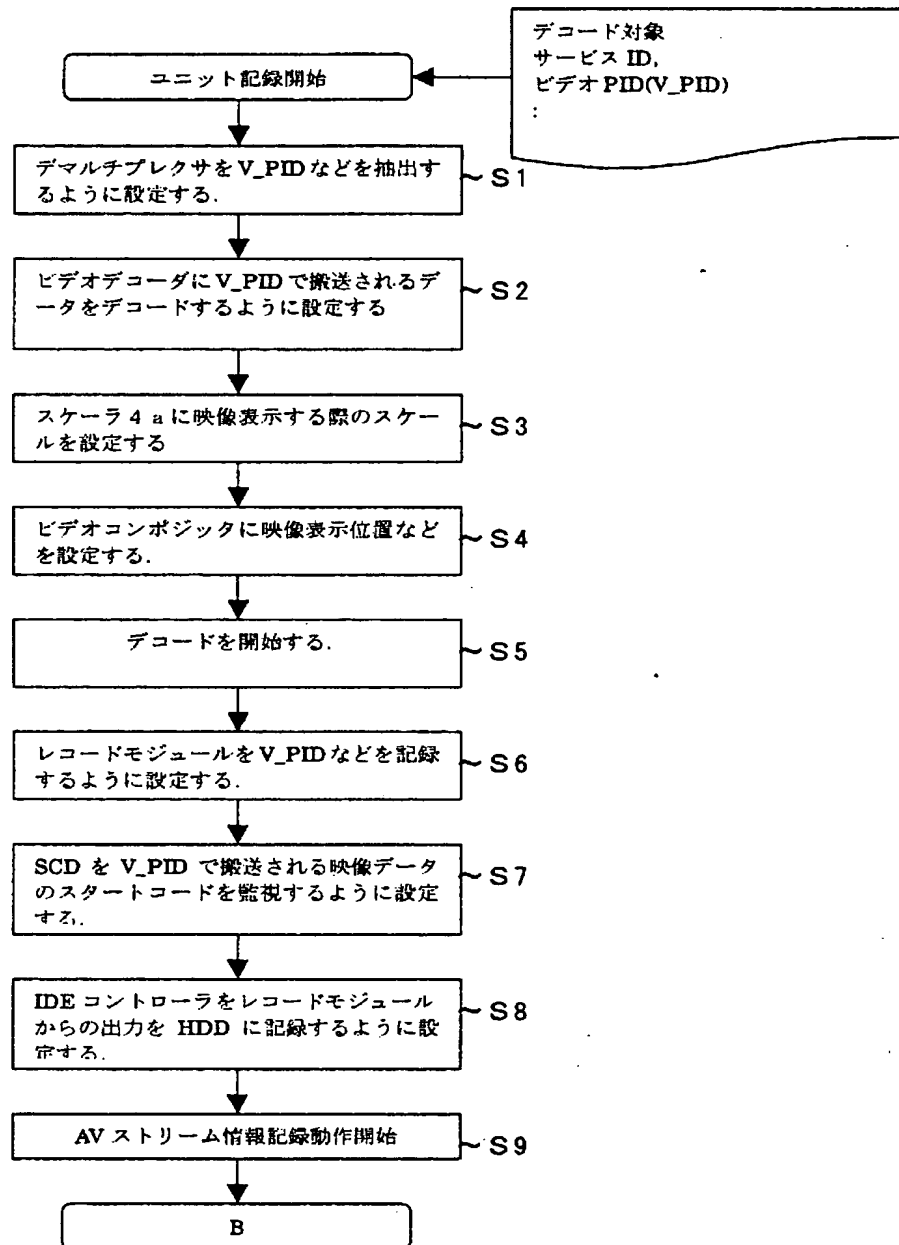 デコード対象
サービス ID,
ビデオ PID(V_PID)
:
ユニット記録開始
デマルチプレクサを V_PID などを抽出す
るように設定する.
~ S1
ビデオデコーダに V_PID で搬送されるデ
ータをデコードするように設定する
~ S2
スケーラ 4 a に映像表示する際のスケー
ルを設定する
~ S3
ビデオコンポジッタに映像表示位置など
を設定する.
~ S4
デコードを開始する.
~ S5
レコードモジュールを V_PID などを記録
するように設定する.
~ S6
SCD を V_PID で搬送される映像データ
のスタートコードを監視するように設定
する.
~ S7
IDE コントローラをレコードモジュール
からの出力を HDD に記録するように設
定する.
~ S8
AV ストリーム情報記録動作開始
~ S9
B